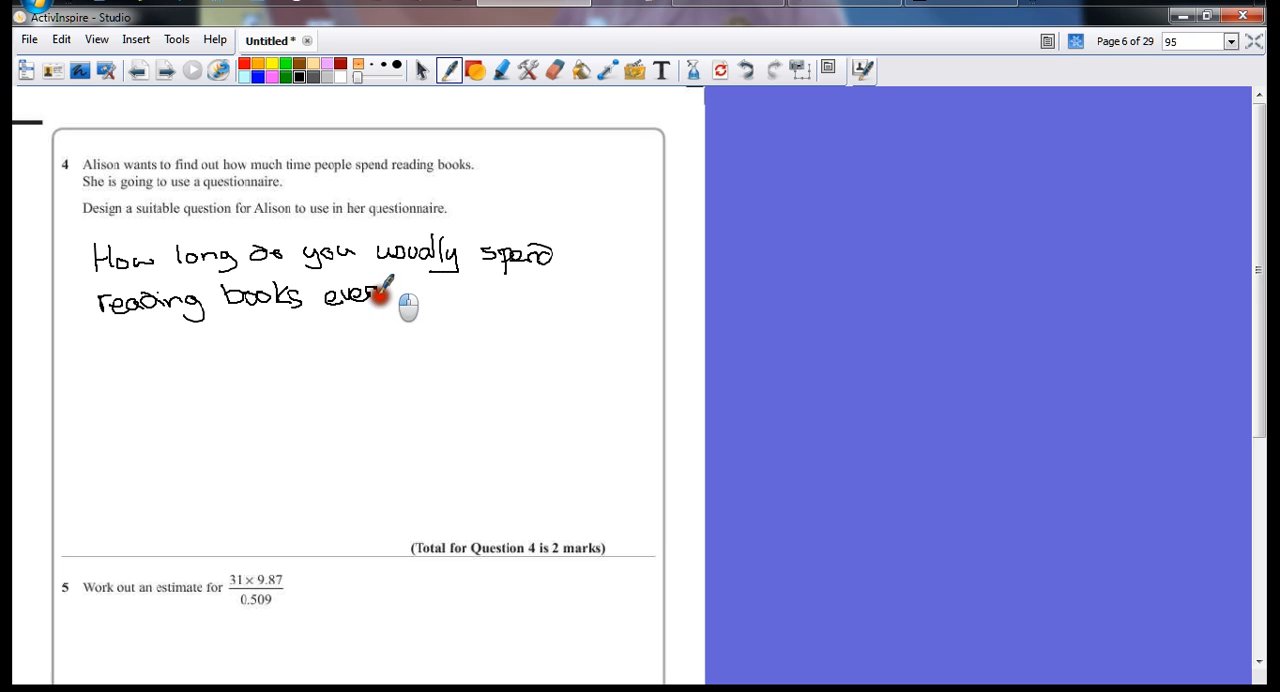 ActivInspire - Studio
File Edit View Insert Tools Help Untitled * Page 6 of 29 95
4 Alison wants to find out how much time people spend reading books.
She is going to use a questionnaire.
Design a suitable question for Alison to use in her questionnaire.
How long do you usually spend
reading books ever
(Total for Question 4 is 2 marks)
5 Work out an estimate for 31 × 9.87
0.509